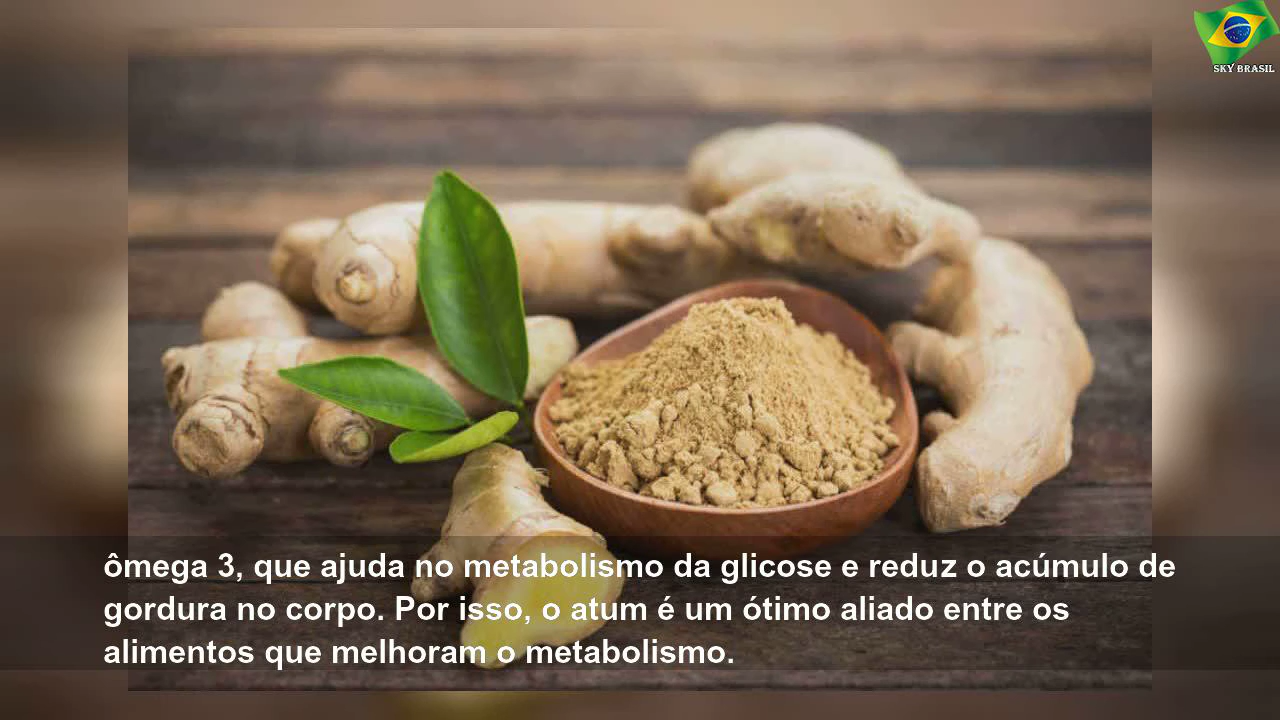 SKY BRASIL
ômega 3, que ajuda no metabolismo da glicose e reduz o acúmulo de
gordura no corpo. Por isso, o atum é um ótimo aliado entre os
alimentos que melhoram o metabolismo.